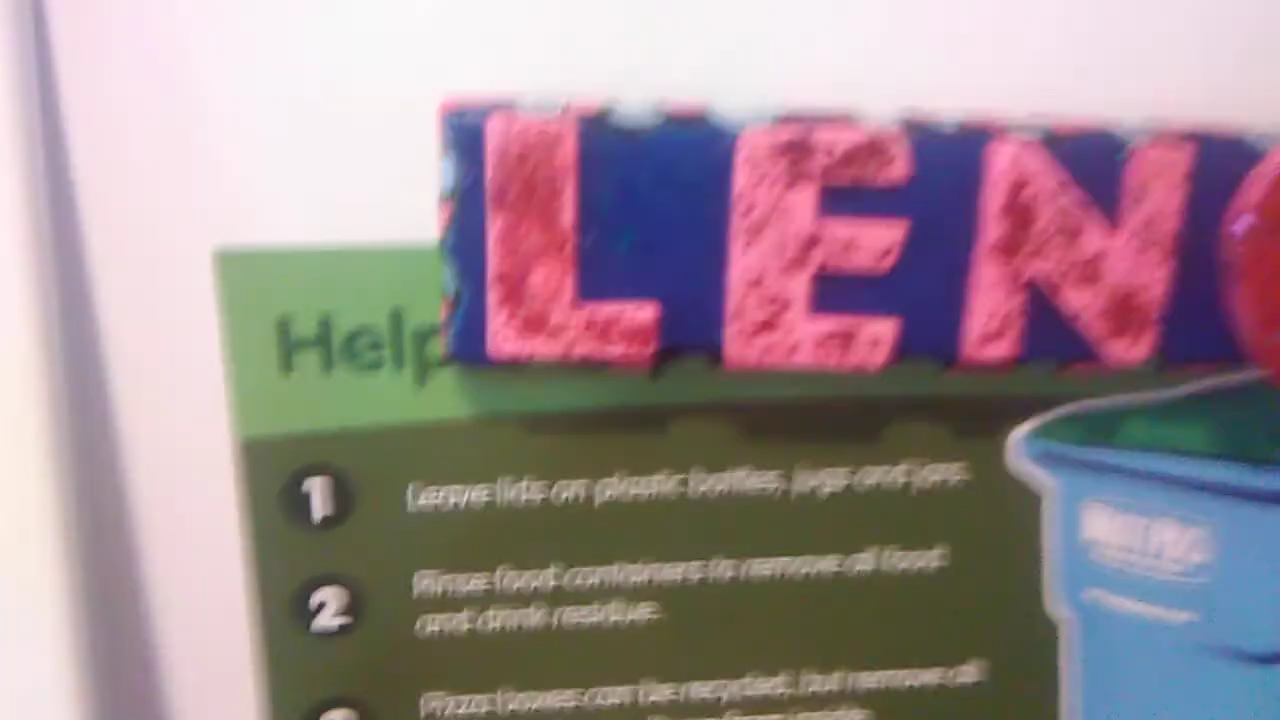 LEN
Help
1 Leave lids on plastic bottles, jugs and jars.
2 Rinse food containers to remove all food
and drink residue.
Pizza boxes can be recycled, but remove all